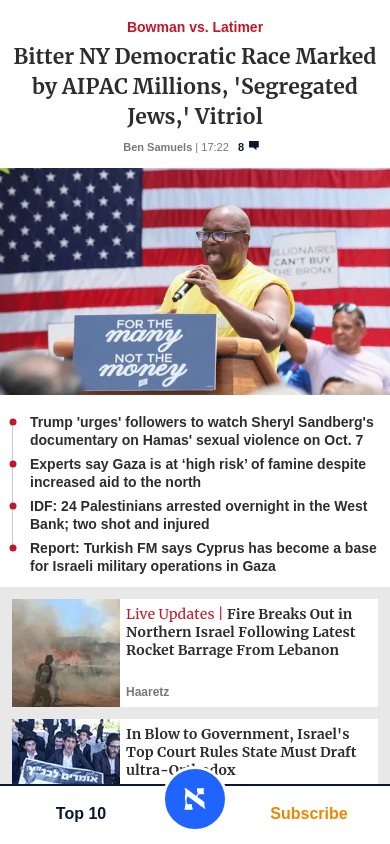 Bowman vs. Latimer
Bitter NY Democratic Race Marked
by AIPAC Millions, 'Segregated
Jews,' Vitriol
Ben Samuels | 17:22 8
BILLIONAIRES
CAN'T BUY
THE BRONX
FOR THE
many
NOT THE
money
Trump 'urges' followers to watch Sheryl Sandberg's
documentary on Hamas' sexual violence on Oct. 7
Experts say Gaza is at ‘high risk’ of famine despite
increased aid to the north
IDF: 24 Palestinians arrested overnight in the West
Bank; two shot and injured
Report: Turkish FM says Cyprus has become a base
for Israeli military operations in Gaza
Live Updates | Fire Breaks Out in
Northern Israel Following Latest
Rocket Barrage From Lebanon
Haaretz
In Blow to Government, Israel's
Top Court Rules State Must Draft
ultra-Orthodox
אומרים לבג"ץ
Top 10
Subscribe